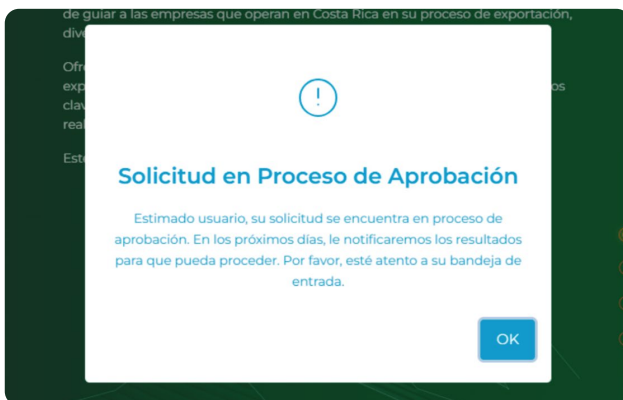 de guiar a las empresas que operan en Costa Rica en su proceso de exportación,
Solicitud en Proceso de Aprobación
Estimado usuario, su solicitud se encuentra en proceso de
aprobación. En los próximos días, le notificaremos los resultados
para que pueda proceder. Por favor, esté atento a su bandeja de
entrada.
OK